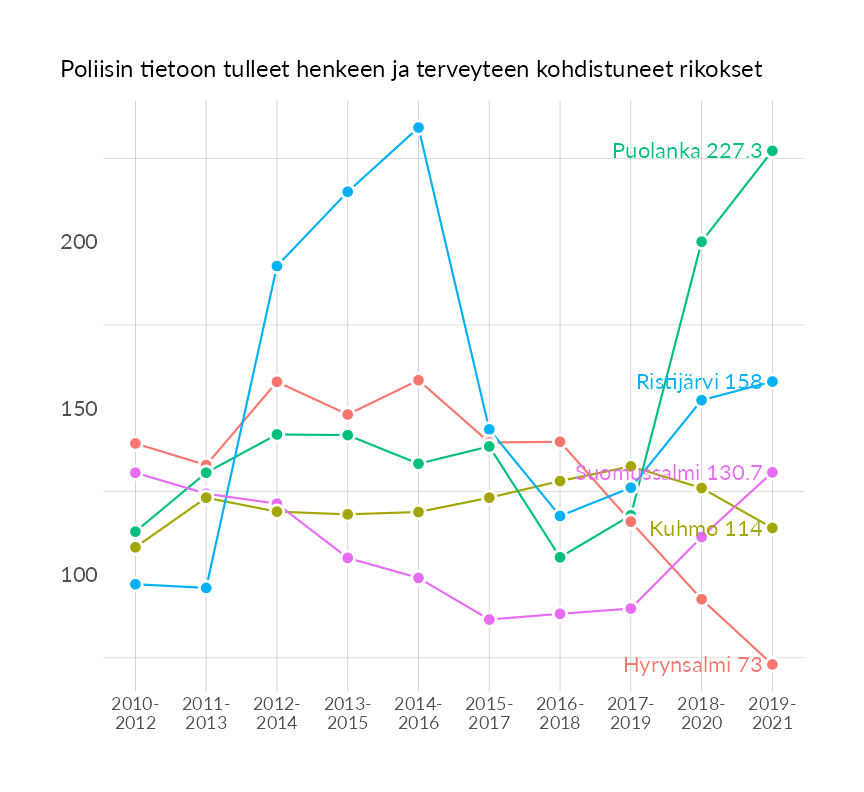 Poliisin tietoon tulleet henkeen ja terveyteen kohdistuneet rikokset
Puolanka 227.3
200
Ristijärvi 158
150
Suomussalmi 130.7
Kuhmo 114
100
Hyrynsalmi 73
2010- 2011- 2012- 2013- 2014- 2015- 2016- 2017- 2018- 2019-
2012 2013 2014 2015 2016 2017 2018 2019 2020 2021